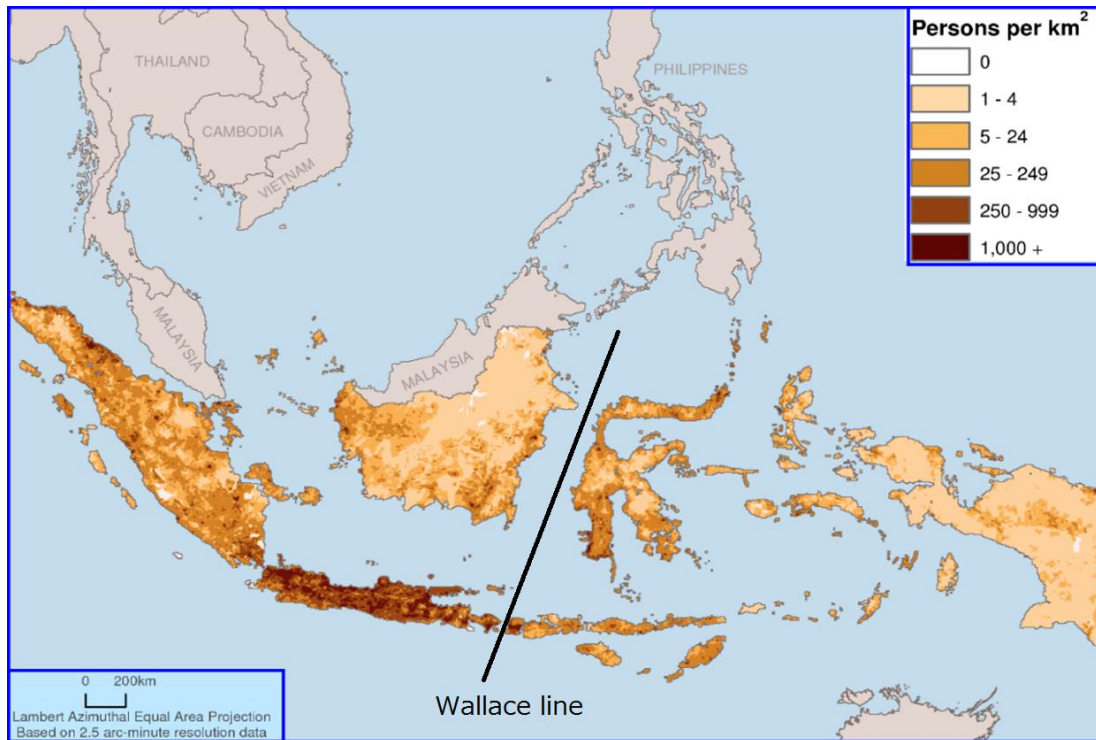 THAILAND
CAMBODIA
VIETNAM
PHILIPPINES
MALAYSIA
MALAYSIA
Persons per km²
0
1 - 4
5 - 24
25 - 249
250 - 999
1,000 +
0 200km
Lambert Azimuthal Equal Area Projection
Based on 2.5 arc-minute resolution data
Wallace line